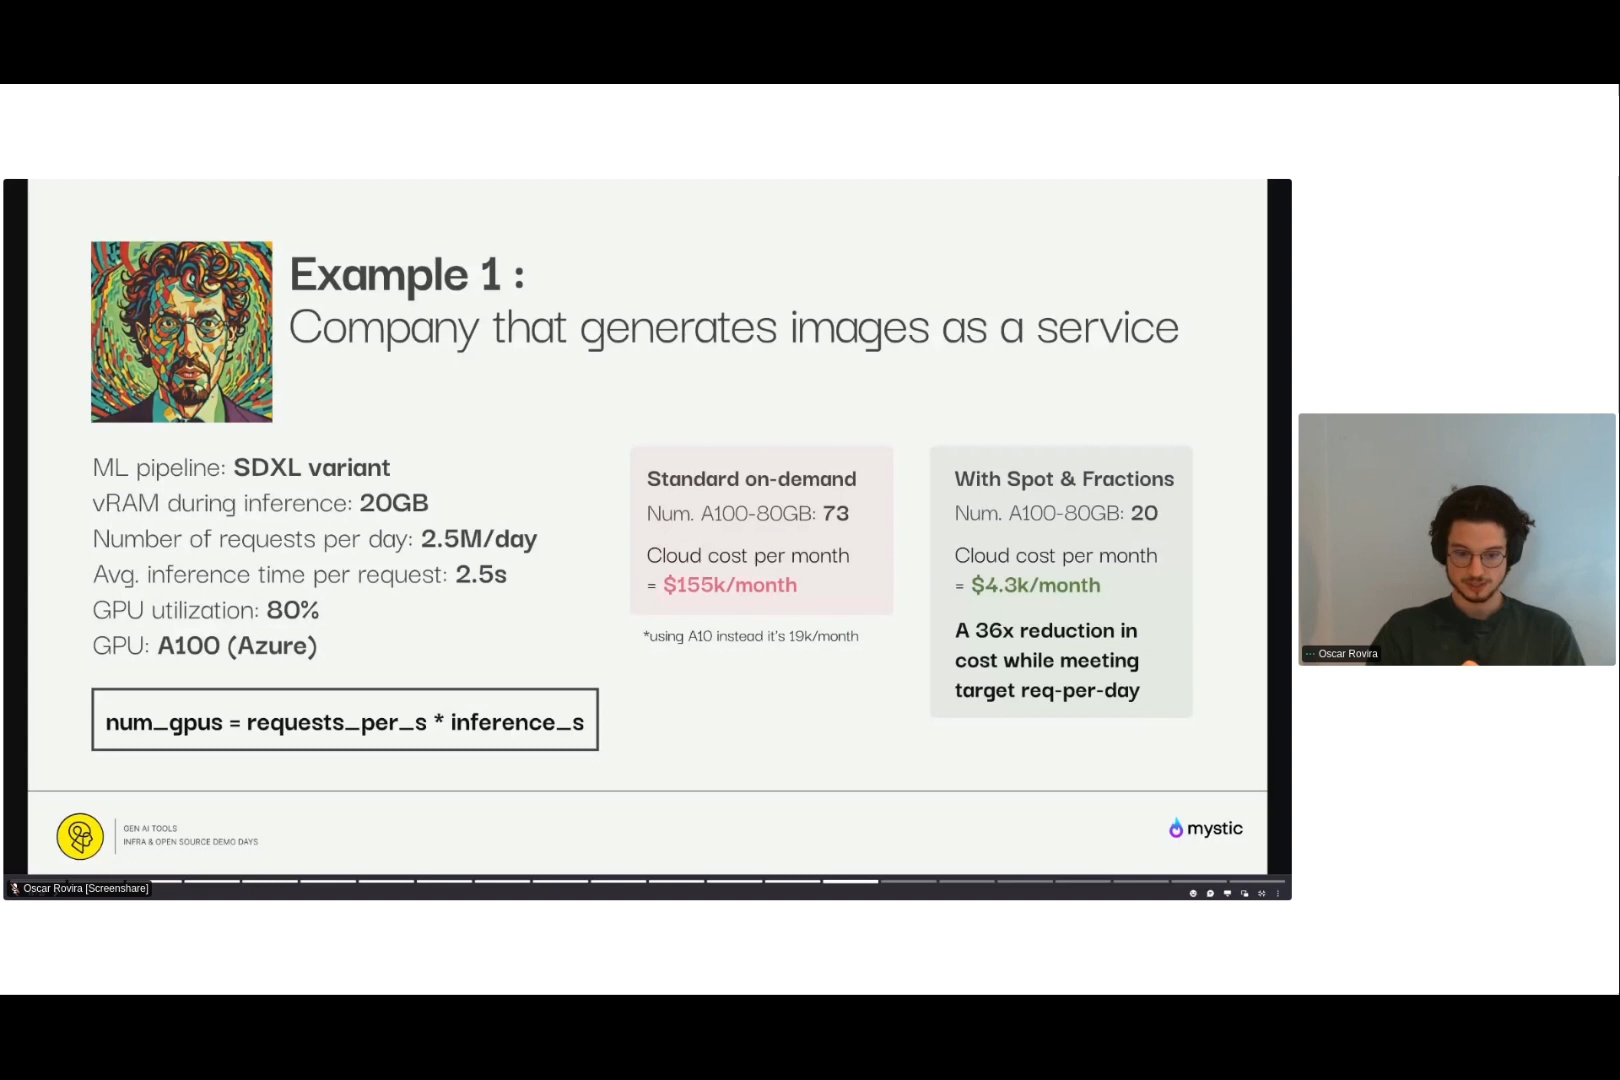 Example 1 :
Company that generates images as a service
ML pipeline: SDXL variant
vRAM during inference: 20GB
Number of requests per day: 2.5M/day
Avg. inference time per request: 2.5s
GPU utilization: 80%
GPU: A100 (Azure)
num_gpus = requests_per_s * inference_s
Standard on-demand
Num. A100-80GB: 73
Cloud cost per month
= $155k/month
*using A10 instead it's 19k/month
With Spot & Fractions
Num. A100-80GB: 20
Cloud cost per month
= $4.3k/month
A 36x reduction in
cost while meeting
target req-per-day
GEN AI TOOLS
INFRA & OPEN SOURCE DEMO DAYS
mystic
Oscar Rovira [Screenshare]
Oscar Rovira